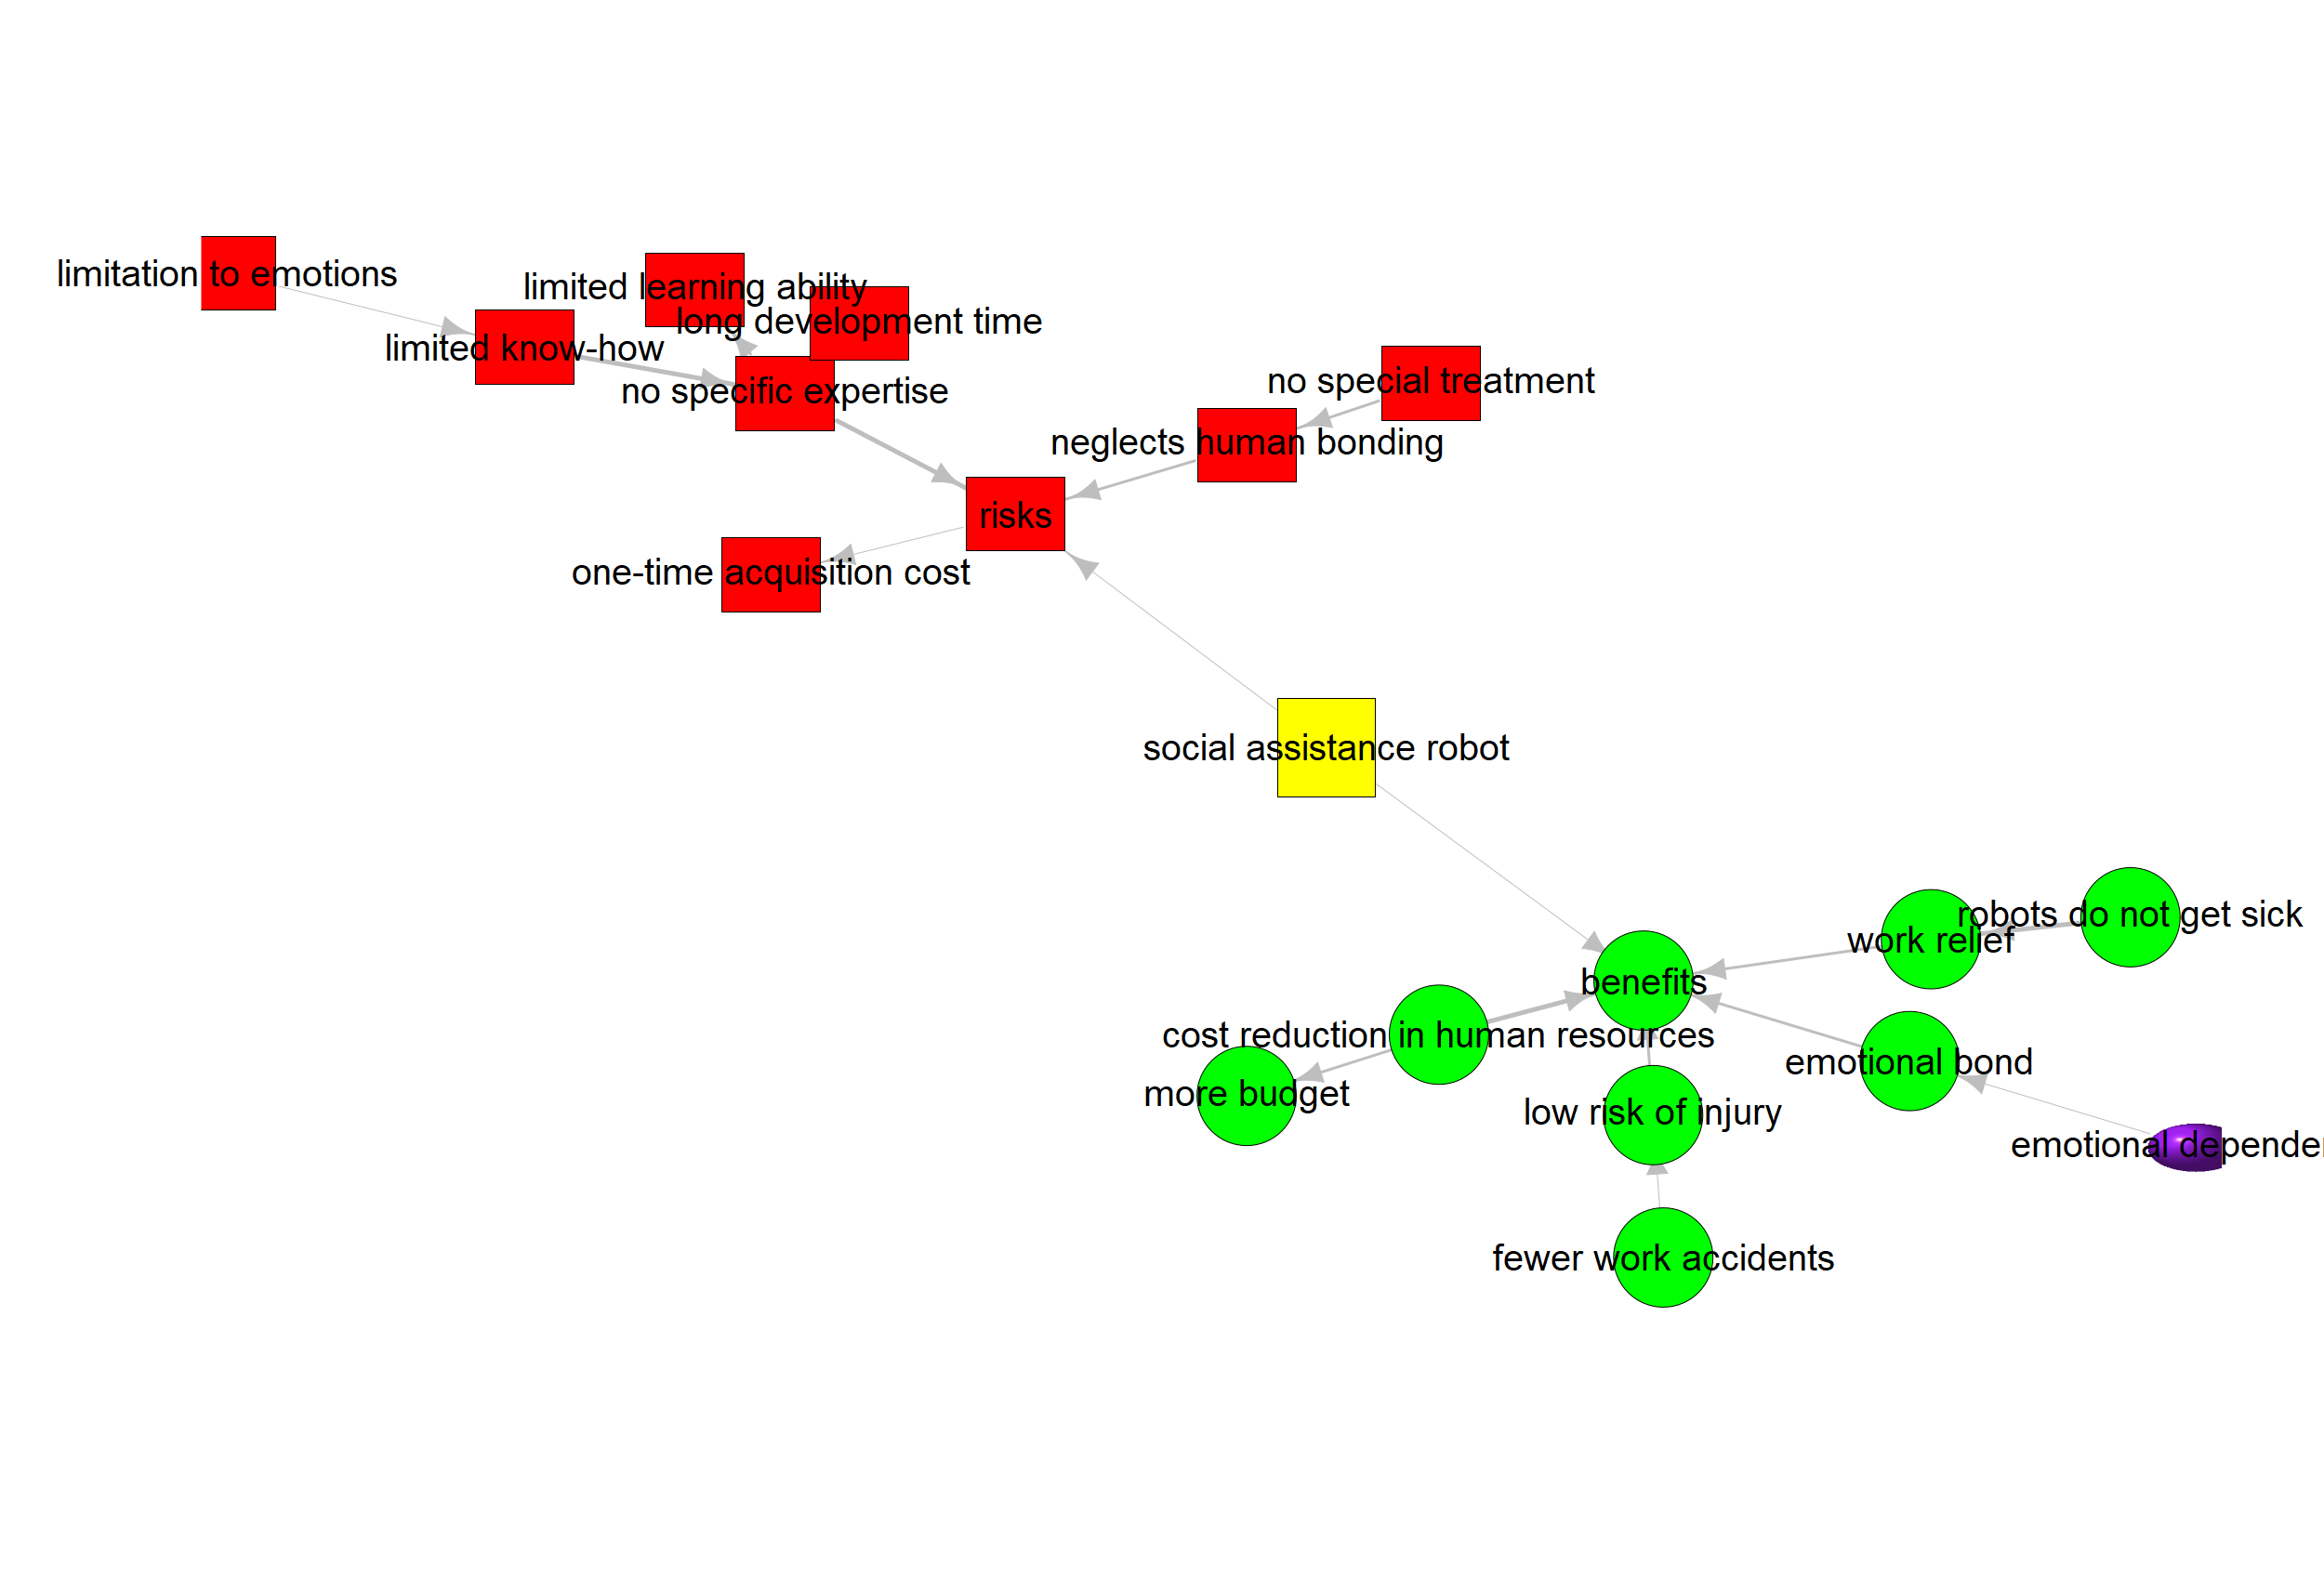 limitation to emotions
limited learning ability
long development time
limited know-how
no specific expertise
no special treatment
neglects human bonding
risks
one-time acquisition cost
social assistance robot
robots do not get sick
work relief
benefits
cost reduction in human resources
emotional bond
more budget
low risk of injury
emotional
fewer work accidents